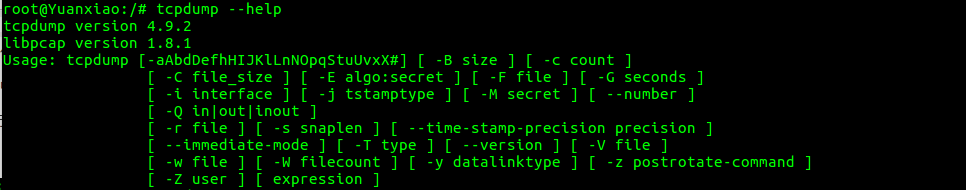 root@Yuanxiao:/# tcpdump --help
tcpdump version 4.9.2
libpcap version 1.8.1
Usage: tcpdump [-aAbdDefhHIJKlLnNOpqStuUvxX#] [ -B size ] [ -c count ]
[ -C file_size ] [ -E algo:secret ] [ -F file ] [ -G seconds ]
[ -i interface ] [ -j tstamptype ] [ -M secret ] [ --number ]
[ -Q in|out|inout ]
[ -r file ] [ -s snaplen ] [ --time-stamp-precision precision ]
[ --immediate-mode ] [ -T type ] [ --version ] [ -V file ]
[ -w file ] [ -W filecount ] [ -y datalinktype ] [ -z postrotate-command ]
[ -Z user ] [ expression ]